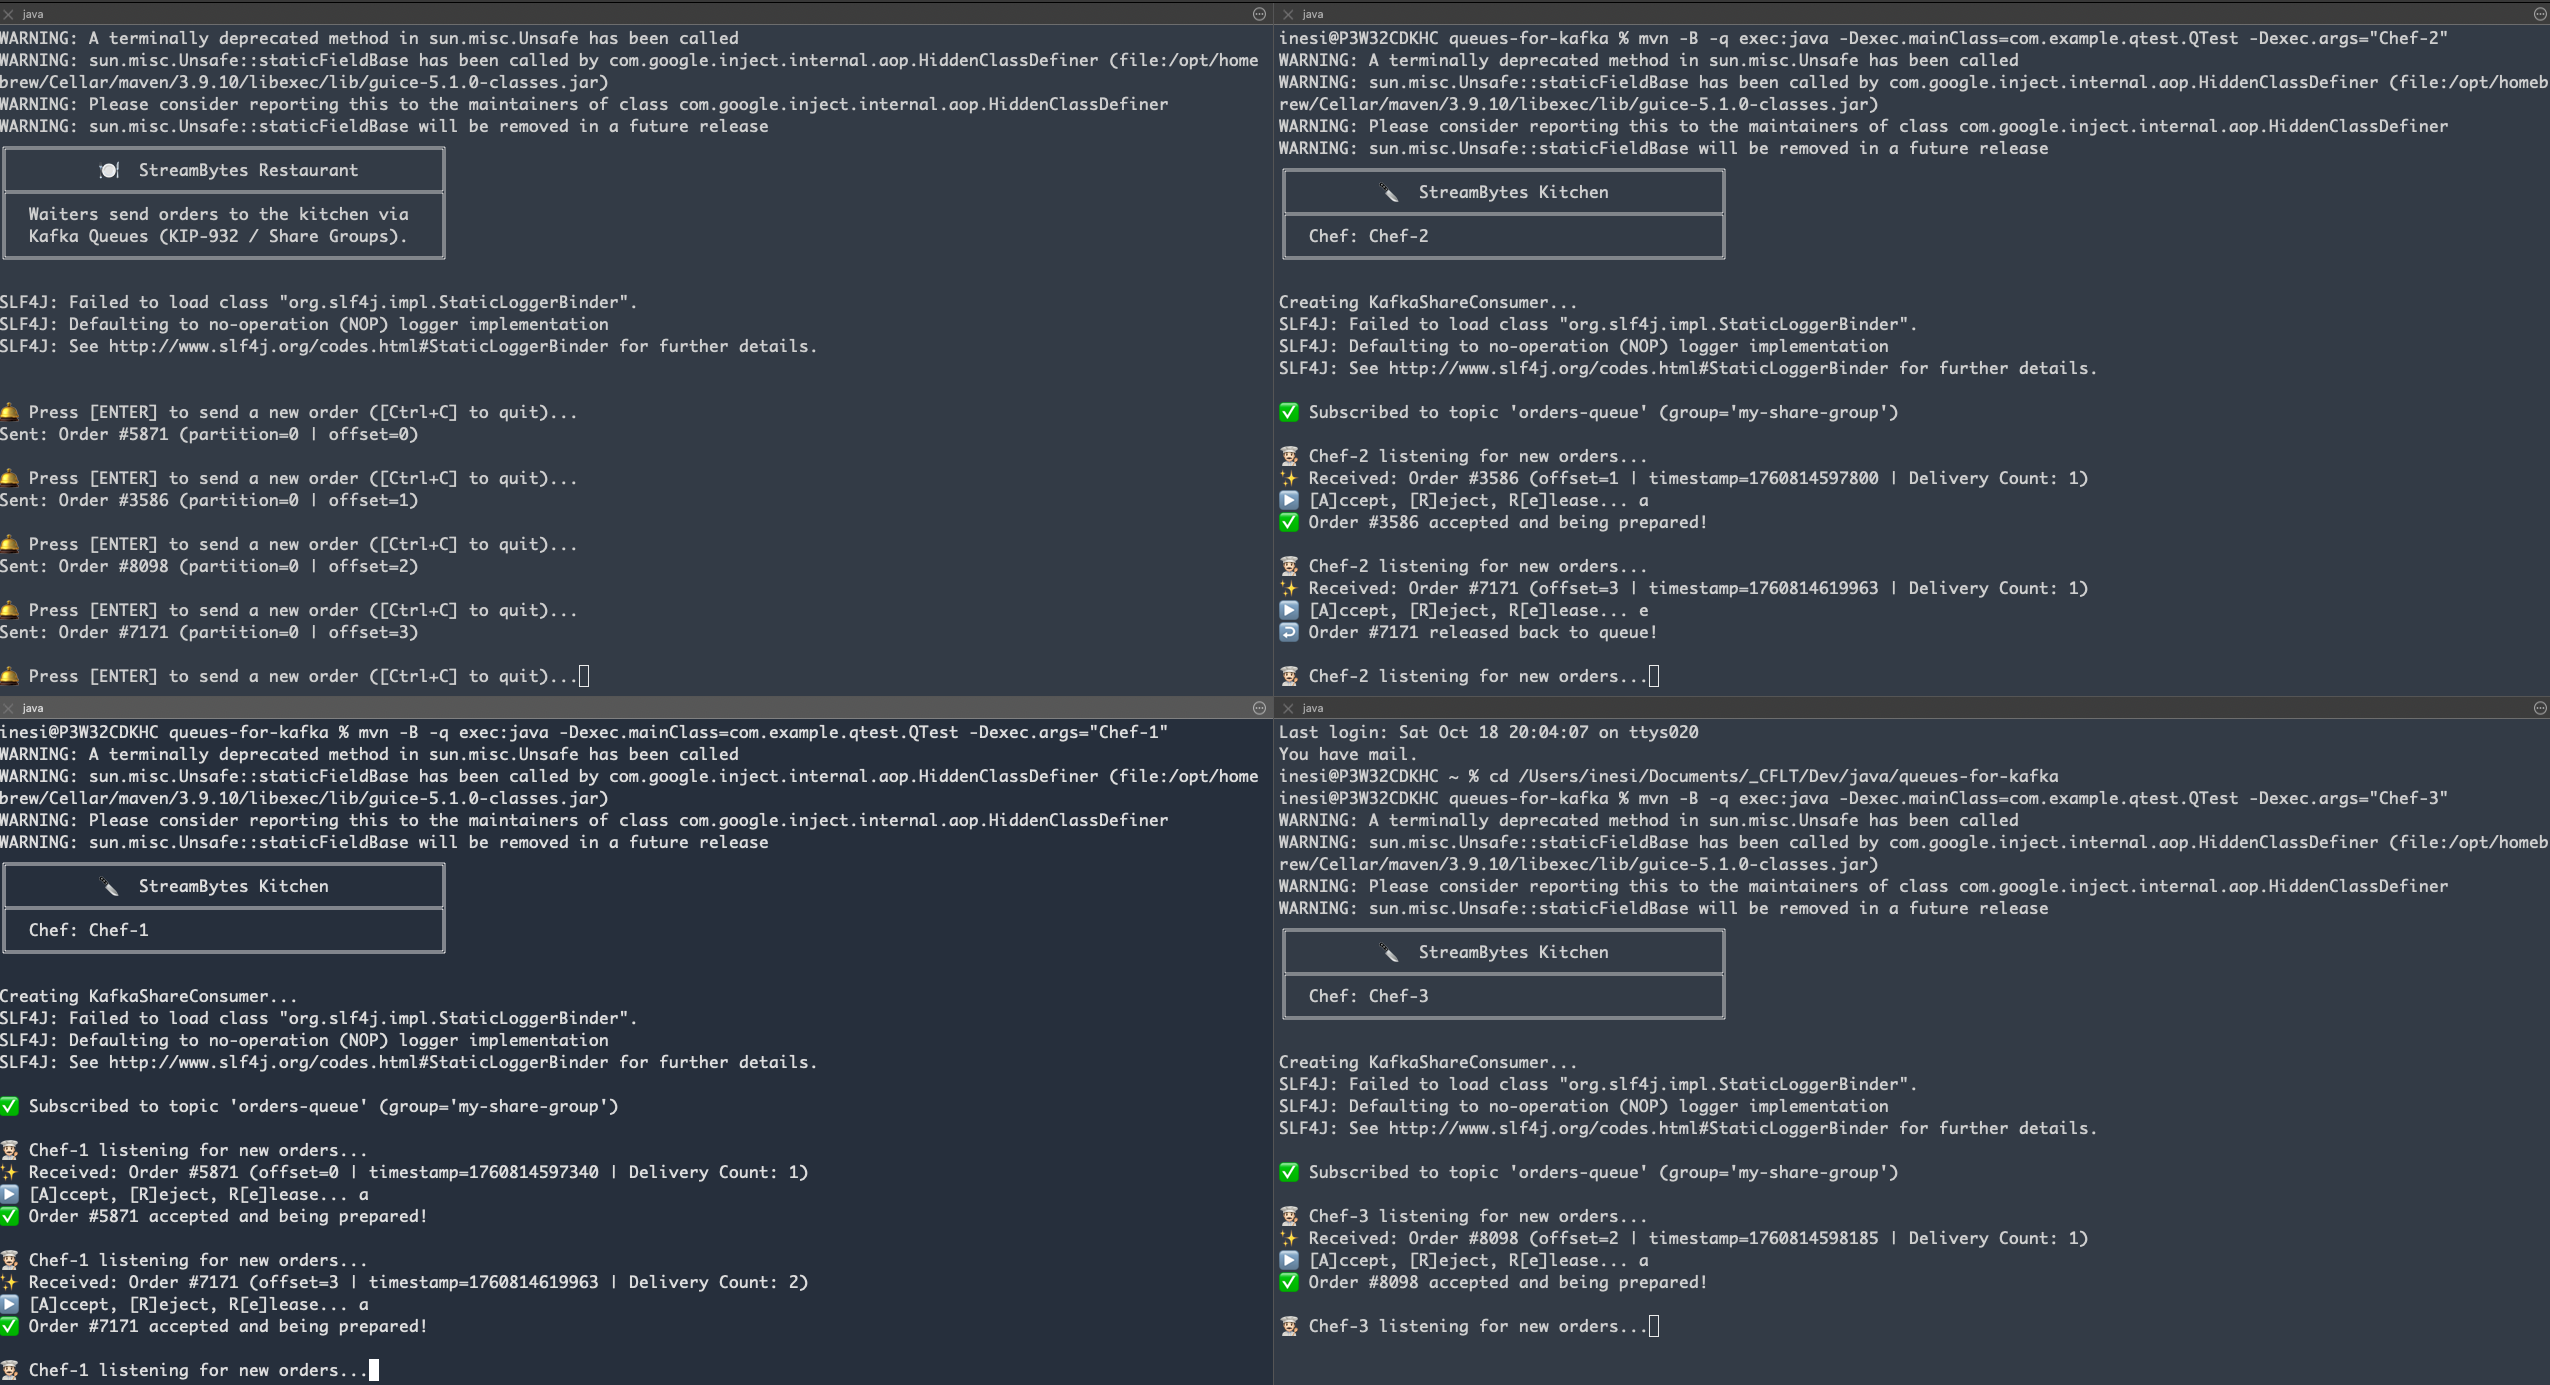 java
WARNING: A terminally deprecated method in sun.misc.Unsafe has been called
WARNING: sun.misc.Unsafe::staticFieldBase has been called by com.google.inject.internal.aop.HiddenClassDefiner (file:/opt/home
brew/Cellar/maven/3.9.10/libexec/lib/guice-5.1.0-classes.jar)
WARNING: Please consider reporting this to the maintainers of class com.google.inject.internal.aop.HiddenClassDefiner
WARNING: sun.misc.Unsafe::staticFieldBase will be removed in a future release
🍽️ StreamBytes Restaurant
Waiters send orders to the kitchen via
Kafka Queues (KIP-932 / Share Groups).
SLF4J: Failed to load class "org.slf4j.impl.StaticLoggerBinder".
SLF4J: Defaulting to no-operation (NOP) logger implementation
SLF4J: See http://www.slf4j.org/codes.html#StaticLoggerBinder for further details.
🛎️ Press [ENTER] to send a new order ([Ctrl+C] to quit)...
Sent: Order #5871 (partition=0 | offset=0)
🛎️ Press [ENTER] to send a new order ([Ctrl+C] to quit)...
Sent: Order #3586 (partition=0 | offset=1)
🛎️ Press [ENTER] to send a new order ([Ctrl+C] to quit)...
Sent: Order #8098 (partition=0 | offset=2)
🛎️ Press [ENTER] to send a new order ([Ctrl+C] to quit)...
Sent: Order #7171 (partition=0 | offset=3)
🛎️ Press [ENTER] to send a new order ([Ctrl+C] to quit)...
java
inesi@P3W32CDKHC queues-for-kafka % mvn -B -q exec:java -Dexec.mainClass=com.example.qtest.QTest -Dexec.args="Chef-2"
WARNING: A terminally deprecated method in sun.misc.Unsafe has been called
WARNING: sun.misc.Unsafe::staticFieldBase has been called by com.google.inject.internal.aop.HiddenClassDefiner (file:/opt/homeb
rew/Cellar/maven/3.9.10/libexec/lib/guice-5.1.0-classes.jar)
WARNING: Please consider reporting this to the maintainers of class com.google.inject.internal.aop.HiddenClassDefiner
WARNING: sun.misc.Unsafe::staticFieldBase will be removed in a future release
🔪 StreamBytes Kitchen
Chef: Chef-2
Creating KafkaShareConsumer...
SLF4J: Failed to load class "org.slf4j.impl.StaticLoggerBinder".
SLF4J: Defaulting to no-operation (NOP) logger implementation
SLF4J: See http://www.slf4j.org/codes.html#StaticLoggerBinder for further details.
✅ Subscribed to topic 'orders-queue' (group='my-share-group')
👨🏻‍🍳 Chef-2 listening for new orders...
✨ Received: Order #3586 (offset=1 | timestamp=1760814597800 | Delivery Count: 1)
▶️ [A]ccept, [R]eject, R[e]lease... a
✅ Order #3586 accepted and being prepared!
👨🏻‍🍳 Chef-2 listening for new orders...
✨ Received: Order #7171 (offset=3 | timestamp=1760814619963 | Delivery Count: 1)
▶️ [A]ccept, [R]eject, R[e]lease... e
↩️ Order #7171 released back to queue!
👨🏻‍🍳 Chef-2 listening for new orders...
java
inesi@P3W32CDKHC queues-for-kafka % mvn -B -q exec:java -Dexec.mainClass=com.example.qtest.QTest -Dexec.args="Chef-1"
WARNING: A terminally deprecated method in sun.misc.Unsafe has been called
WARNING: sun.misc.Unsafe::staticFieldBase has been called by com.google.inject.internal.aop.HiddenClassDefiner (file:/opt/home
brew/Cellar/maven/3.9.10/libexec/lib/guice-5.1.0-classes.jar)
WARNING: Please consider reporting this to the maintainers of class com.google.inject.internal.aop.HiddenClassDefiner
WARNING: sun.misc.Unsafe::staticFieldBase will be removed in a future release
🔪 StreamBytes Kitchen
Chef: Chef-1
Creating KafkaShareConsumer...
SLF4J: Failed to load class "org.slf4j.impl.StaticLoggerBinder".
SLF4J: Defaulting to no-operation (NOP) logger implementation
SLF4J: See http://www.slf4j.org/codes.html#StaticLoggerBinder for further details.
✅ Subscribed to topic 'orders-queue' (group='my-share-group')
👨🏻‍🍳 Chef-1 listening for new orders...
✨ Received: Order #5871 (offset=0 | timestamp=1760814597340 | Delivery Count: 1)
▶️ [A]ccept, [R]eject, R[e]lease... a
✅ Order #5871 accepted and being prepared!
👨🏻‍🍳 Chef-1 listening for new orders...
✨ Received: Order #7171 (offset=3 | timestamp=1760814619963 | Delivery Count: 2)
▶️ [A]ccept, [R]eject, R[e]lease... a
✅ Order #7171 accepted and being prepared!
👨🏻‍🍳 Chef-1 listening for new orders...
java
Last login: Sat Oct 18 20:04:07 on ttys020
You have mail.
inesi@P3W32CDKHC ~ % cd /Users/inesi/Documents/_CFLT/Dev/java/queues-for-kafka
inesi@P3W32CDKHC queues-for-kafka % mvn -B -q exec:java -Dexec.mainClass=com.example.qtest.QTest -Dexec.args="Chef-3"
WARNING: A terminally deprecated method in sun.misc.Unsafe has been called
WARNING: sun.misc.Unsafe::staticFieldBase has been called by com.google.inject.internal.aop.HiddenClassDefiner (file:/opt/homeb
rew/Cellar/maven/3.9.10/libexec/lib/guice-5.1.0-classes.jar)
WARNING: Please consider reporting this to the maintainers of class com.google.inject.internal.aop.HiddenClassDefiner
WARNING: sun.misc.Unsafe::staticFieldBase will be removed in a future release
🔪 StreamBytes Kitchen
Chef: Chef-3
Creating KafkaShareConsumer...
SLF4J: Failed to load class "org.slf4j.impl.StaticLoggerBinder".
SLF4J: Defaulting to no-operation (NOP) logger implementation
SLF4J: See http://www.slf4j.org/codes.html#StaticLoggerBinder for further details.
✅ Subscribed to topic 'orders-queue' (group='my-share-group')
👨🏻‍🍳 Chef-3 listening for new orders...
✨ Received: Order #8098 (offset=2 | timestamp=1760814598185 | Delivery Count: 1)
▶️ [A]ccept, [R]eject, R[e]lease... a
✅ Order #8098 accepted and being prepared!
👨🏻‍🍳 Chef-3 listening for new orders...